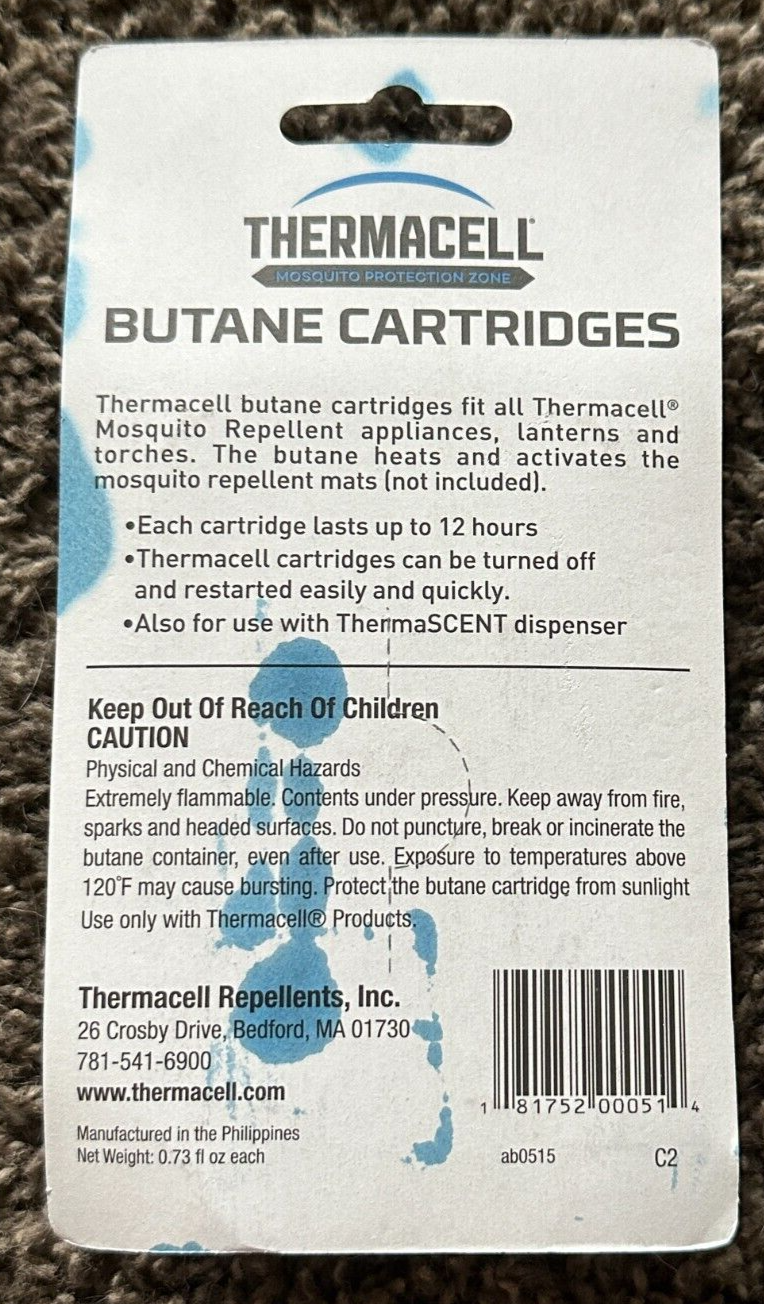 THERMACELL®
MOSQUITO PROTECTION ZONE
BUTANE CARTRIDGES
Thermacell butane cartridges fit all Thermacell®
Mosquito Repellent appliances, lanterns and
torches. The butane heats and activates the
mosquito repellent mats (not included).
•Each cartridge lasts up to 12 hours
•Thermacell cartridges can be turned off
and restarted easily and quickly.
•Also for use with ThermaSCENT dispenser
Keep Out Of Reach Of Children
CAUTION
Physical and Chemical Hazards
Extremely flammable. Contents under pressure. Keep away from fire,
sparks and headed surfaces. Do not puncture, break or incinerate the
butane container, even after use. Exposure to temperatures above
120°F may cause bursting. Protect the butane cartridge from sunlight
Use only with Thermacell® Products.
Thermacell Repellents, Inc.
26 Crosby Drive, Bedford, MA 01730
781-541-6900
www.thermacell.com
Manufactured in the Philippines
Net Weight: 0.73 fl oz each
1 81752 00051 4
ab0515 C2